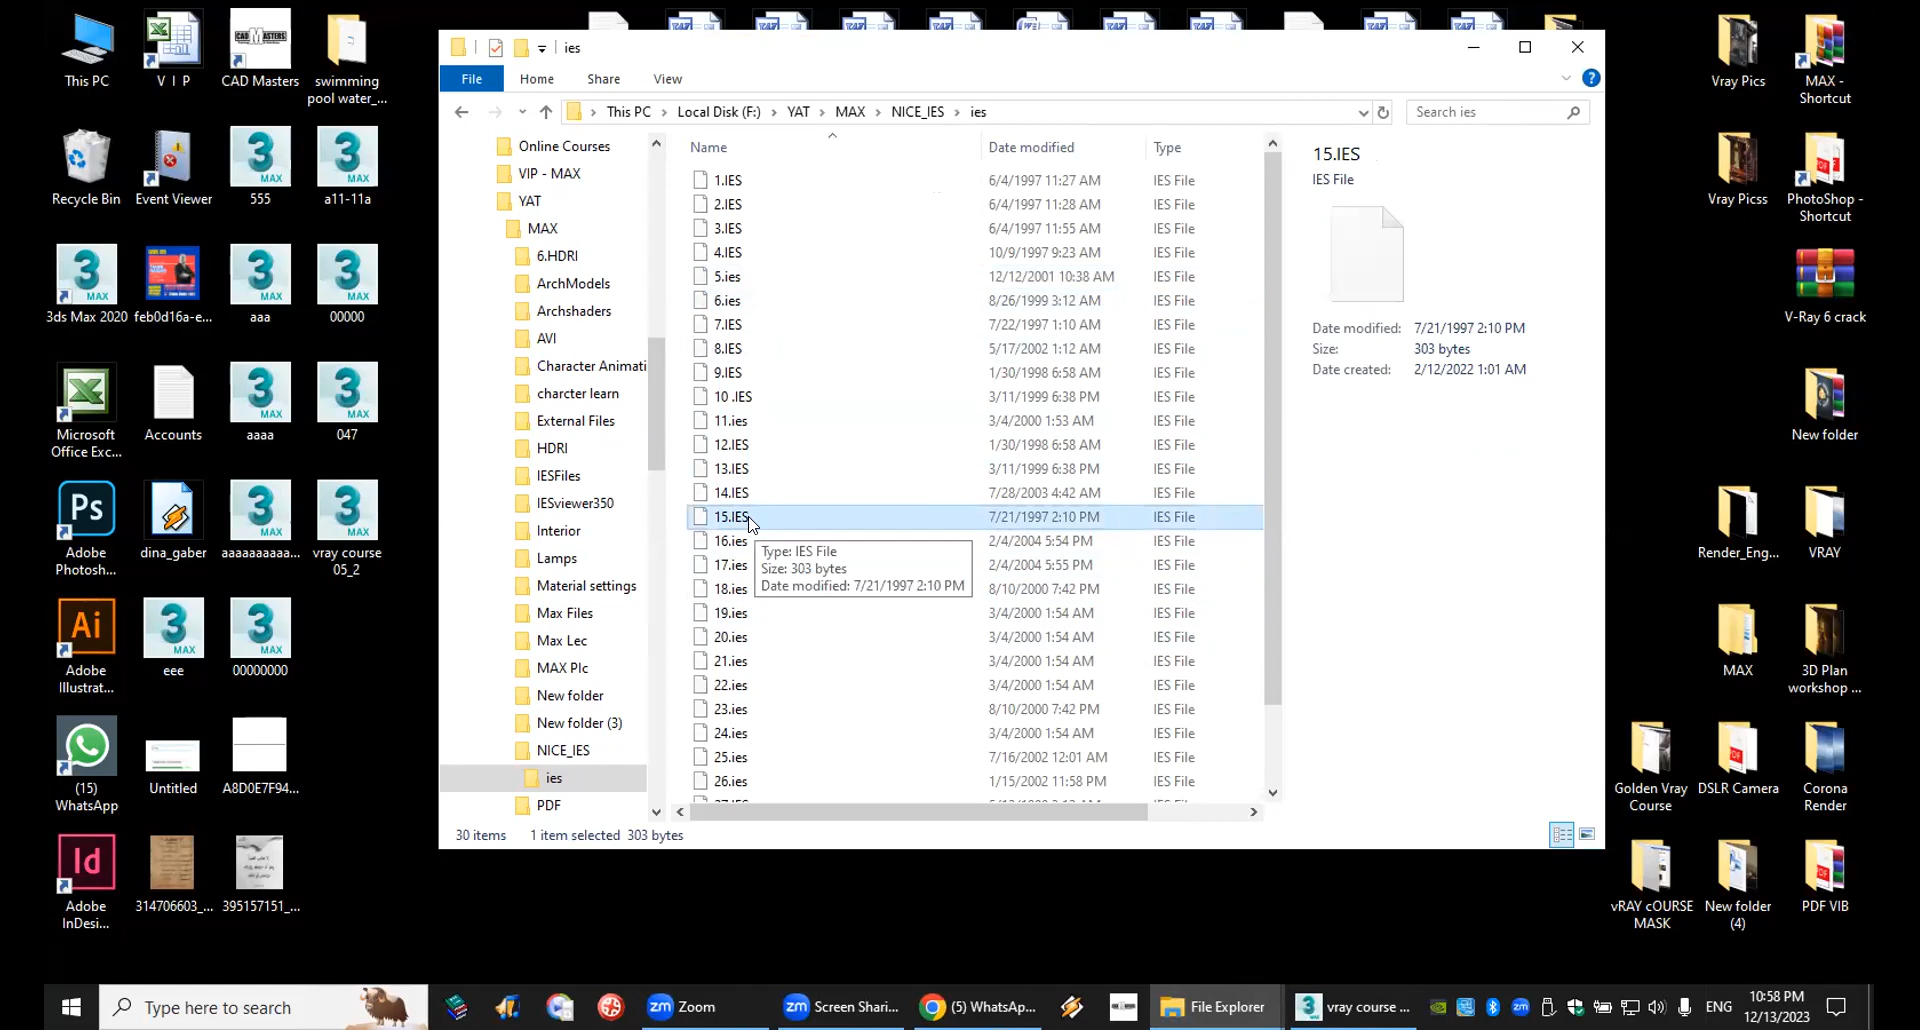 This PC
V I P
CAD Masters
swimming
pool water_...
Recycle Bin
Event Viewer
555
a11-11a
3ds Max 2020
feb0d16a-e...
aaa
00000
Microsoft
Office Exc...
Accounts
aaaa
047
Adobe
Photosh...
dina_gaber
aaaaaaaaaa...
vray course
05_2
Adobe
Illustrat...
eee
00000000
(15)
WhatsApp
Untitled
A8D0E7F94...
Adobe
InDesi...
314706603_...
395157151_...
ies
File
Home
Share
View
This PC
Local Disk (F:)
YAT
MAX
NICE_IES
ies
Search ies
Online Courses
VIP - MAX
YAT
MAX
6.HDRI
ArchModels
Archshaders
AVI
Character Animati
charcter learn
External Files
HDRI
IESFiles
IESviewer350
Interior
Lamps
Material settings
Max Files
Max Lec
MAX Plc
New folder
New folder (3)
NICE_IES
ies
PDF
Name Date modified Type
1.IES 6/4/1997 11:27 AM IES File
2.IES 6/4/1997 11:28 AM IES File
3.IES 6/4/1997 11:55 AM IES File
4.IES 10/9/1997 9:23 AM IES File
5.ies 12/12/2001 10:38 AM IES File
6.ies 8/26/1999 3:12 AM IES File
7.IES 7/22/1997 1:10 AM IES File
8.IES 5/17/2002 1:12 AM IES File
9.IES 1/30/1998 6:58 AM IES File
10 .IES 3/11/1999 6:38 PM IES File
11.ies 3/4/2000 1:53 AM IES File
12.IES 1/30/1998 6:58 AM IES File
13.IES 3/11/1999 6:38 PM IES File
14.IES 7/28/2003 4:42 AM IES File
15.IES 7/21/1997 2:10 PM IES File
16.ies 2/4/2004 5:54 PM IES File
17.ies 2/4/2004 5:55 PM IES File
18.ies 8/10/2000 7:42 PM IES File
19.ies 3/4/2000 1:54 AM IES File
20.ies 3/4/2000 1:54 AM IES File
21.ies 3/4/2000 1:54 AM IES File
22.ies 3/4/2000 1:54 AM IES File
23.ies 8/10/2000 7:42 PM IES File
24.ies 3/4/2000 1:54 AM IES File
25.ies 7/16/2002 12:01 AM IES File
26.ies 1/15/2002 11:58 PM IES File
Type: IES File
Size: 303 bytes
Date modified: 7/21/1997 2:10 PM
15.IES
IES File
Date modified: 7/21/1997 2:10 PM
Size: 303 bytes
Date created: 2/12/2022 1:01 AM
30 items 1 item selected 303 bytes
Vray Pics
MAX -
Shortcut
Vray Picss
PhotoShop -
Shortcut
V-Ray 6 crack
New folder
Render_Eng...
VRAY
MAX
3D Plan
workshop ...
Golden Vray
Course
DSLR Camera
Corona
Render
vRAY cOURSE
MASK
New folder
(4)
PDF VIB
Type here to search
Zoom
Screen Shari...
(5) WhatsAp...
File Explorer
vray course ...
ENG
10:58 PM
12/13/2023